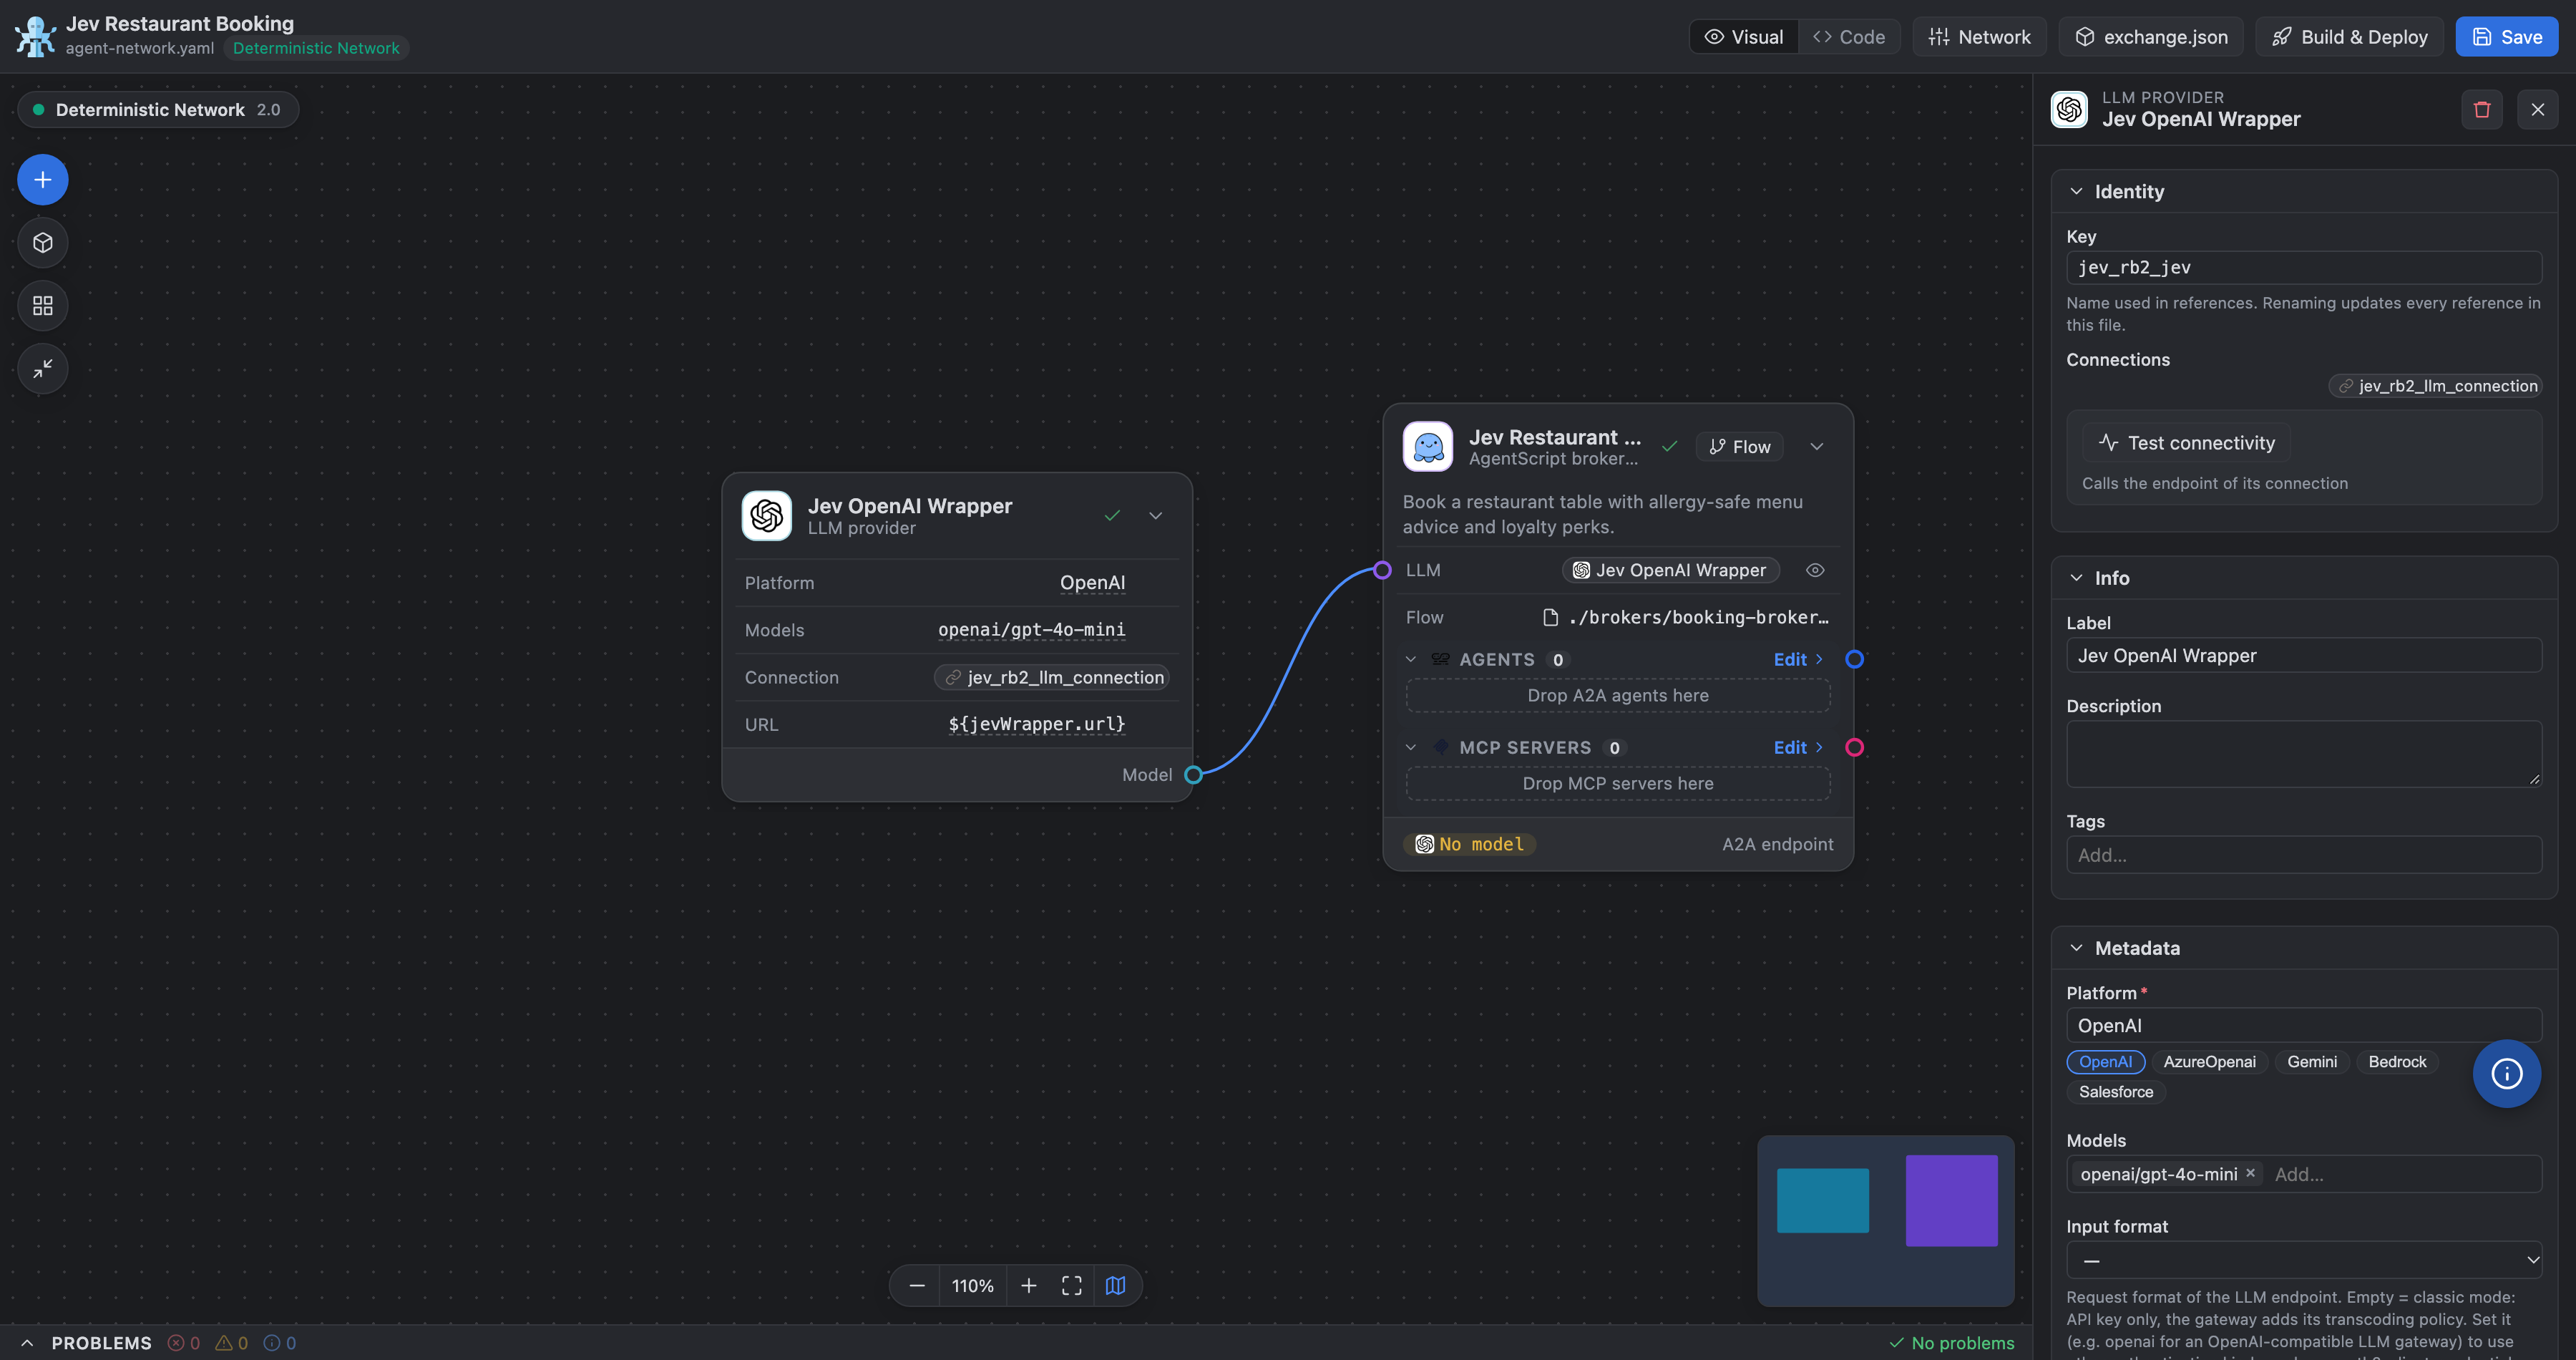 Jev Restaurant Booking
agent-network.yaml Deterministic Network
Visual
Code
Network
exchange.json
Build & Deploy
Save
Deterministic Network 2.0
Jev OpenAI Wrapper
LLM provider
Platform OpenAI
Models openai/gpt-4o-mini
Connection jev_rb2_llm_connection
URL ${jevWrapper.url}
Model
Jev Restaurant ...
AgentScript broker...
Flow
Book a restaurant table with allergy-safe menu
advice and loyalty perks.
LLM Jev OpenAI Wrapper
Flow ./brokers/booking-broker...
AGENTS 0 Edit
Drop A2A agents here
MCP SERVERS 0 Edit
Drop MCP servers here
No model A2A endpoint
110%
PROBLEMS 0 0 0
No problems
LLM PROVIDER
Jev OpenAI Wrapper
Identity
Key
jev_rb2_jev
Name used in references. Renaming updates every reference in
this file.
Connections
jev_rb2_llm_connection
Test connectivity
Calls the endpoint of its connection
Info
Label
Jev OpenAI Wrapper
Description
Tags
Add...
Metadata
Platform*
OpenAI
OpenAI AzureOpenai Gemini Bedrock
Salesforce
Models
openai/gpt-4o-mini × Add...
Input format
—
Request format of the LLM endpoint. Empty = classic mode:
API key only, the gateway adds its transcoding policy. Set it
(e.g. openai for an OpenAI-compatible LLM gateway) to use